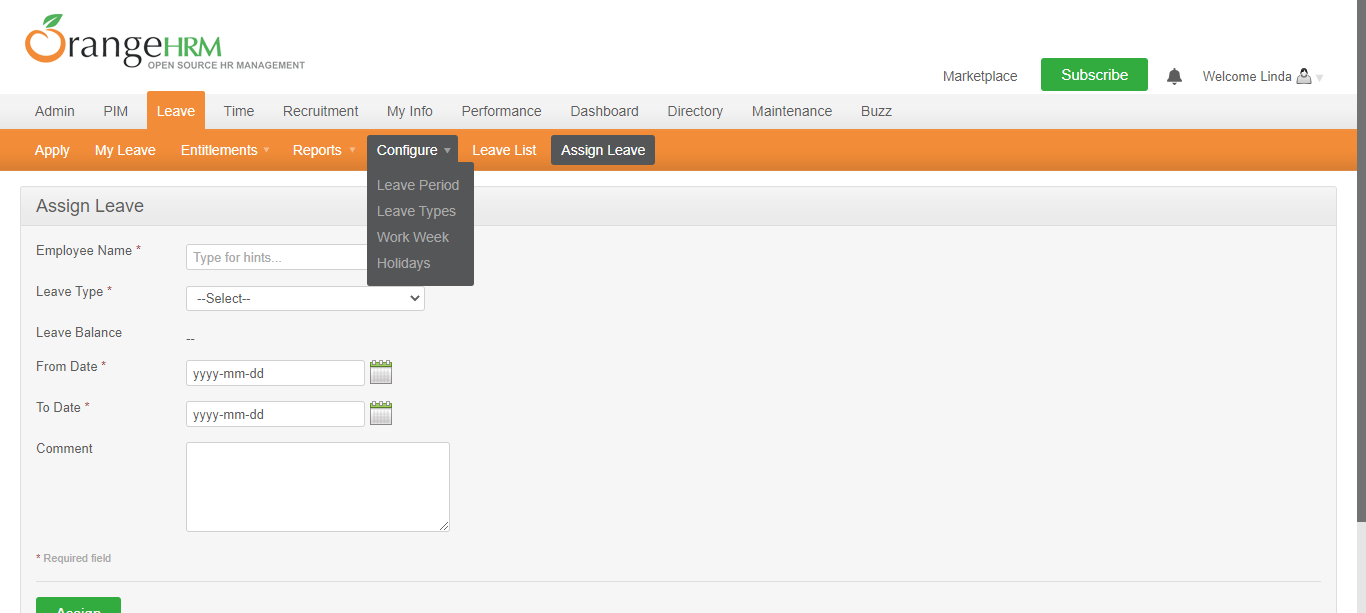 OrangeHRM
OPEN SOURCE HR MANAGEMENT
Marketplace Subscribe Welcome Linda
Admin PIM Leave Time Recruitment My Info Performance Dashboard Directory Maintenance Buzz
Apply My Leave Entitlements Reports Configure Leave List Assign Leave
Leave Period
Leave Types
Work Week
Holidays
Assign Leave
Employee Name * Type for hints...
Leave Type * --Select--
Leave Balance --
From Date * yyyy-mm-dd
To Date * yyyy-mm-dd
Comment
* Required field
Assign